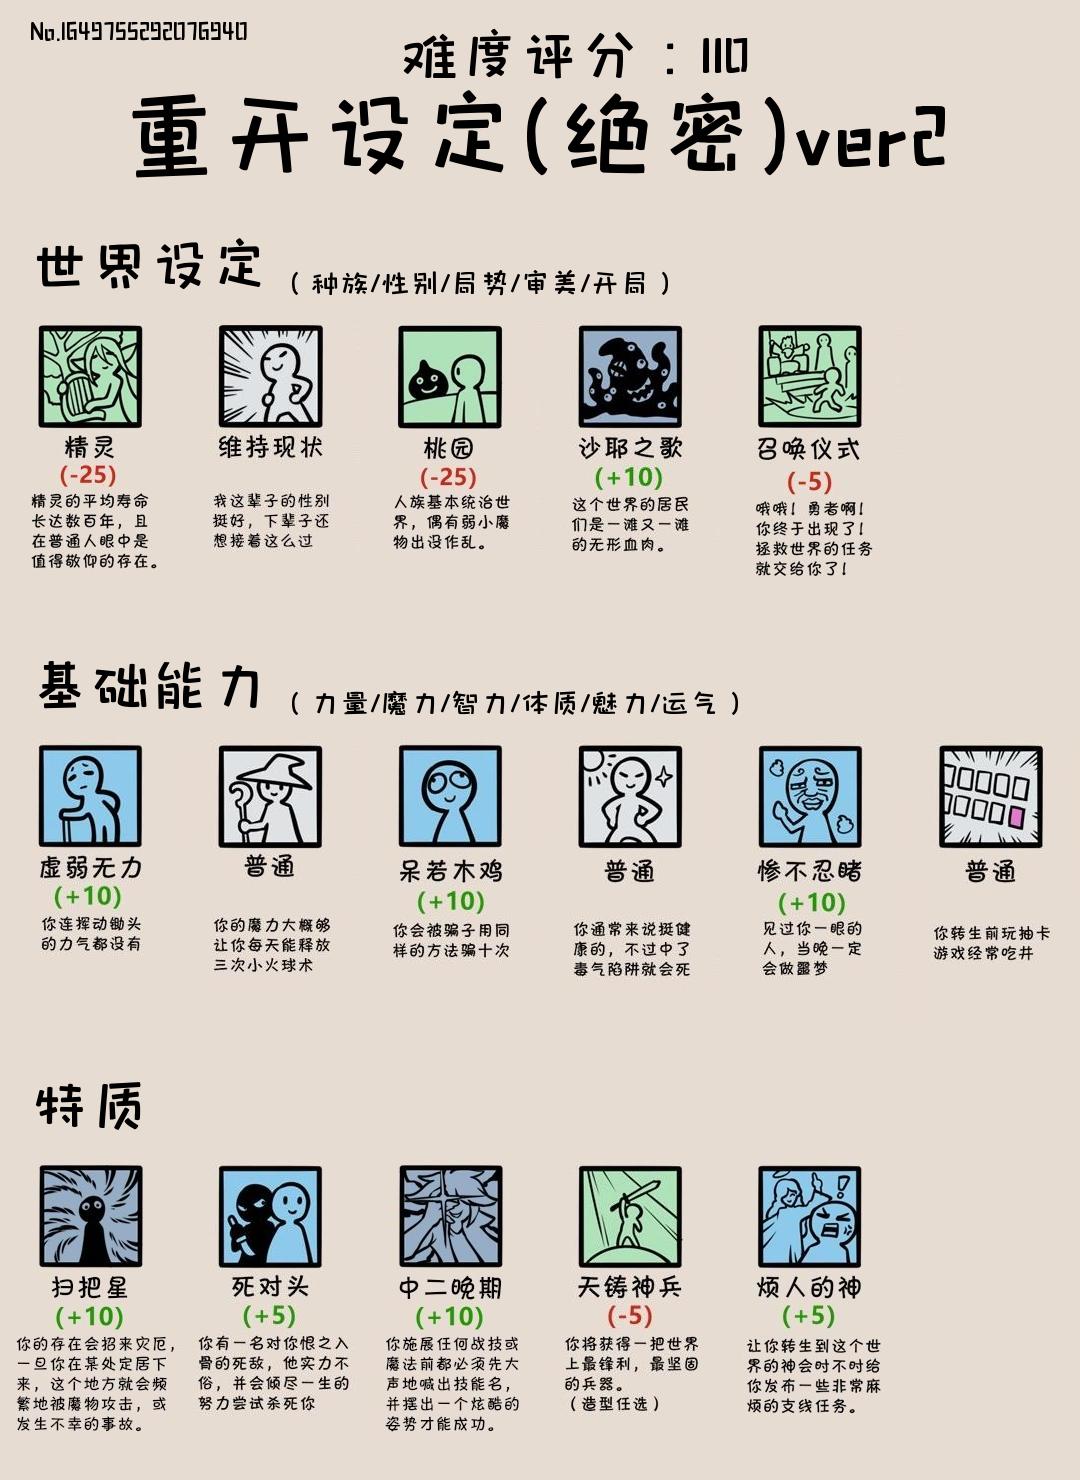 No.1649755292076940
难度评分：110
重开设定(绝密)ver2
世界设定 （种族/性别/局势/审美/开局）
精灵
(-25)
精灵的平均寿命
长达数百年，且
在普通人眼中是
值得敬仰的存在。
维持现状
我这辈子的性别
挺好，下辈子还
想接着这么过
桃园
(-25)
人族基本统治世
界，偶有弱小魔
物出没作乱。
沙耶之歌
(+10)
这个世界的居民
们是一滩又一滩
的无形血肉。
召唤仪式
(-5)
哦哦！勇者啊！
你终于出现了！
拯救世界的任务
就交给你了！
基础能力 （力量/魔力/智力/体质/魅力/运气）
虚弱无力
(+10)
你连挥动锄头
的力气都没有
普通
你的魔力大概够
让你每天能释放
三次小火球术
呆若木鸡
(+10)
你会被骗子用同
样的方法骗十次
普通
你通常来说挺健
康的，不过中了
毒气陷阱就会死
惨不忍睹
(+10)
见过你一眼的
人，当晚一定
会做噩梦
普通
你转生前玩抽卡
游戏经常吃井
特质
扫把星
(+10)
你的存在会招来灾厄，
一旦你在某处定居下
来，这个地方就会频
繁地被魔物攻击，或
发生不幸的事故。
死对头
(+5)
你有一名对你恨之入
骨的死敌，他实力不
俗，并会倾尽一生的
努力尝试杀死你
中二晚期
(+10)
你施展任何战技或
魔法前都必须先大
声地喊出技能名，
并摆出一个炫酷的
姿势才能成功。
天铸神兵
(-5)
你将获得一把世界
上最锋利，最坚固
的兵器。
（造型任选）
烦人的神
(+5)
让你转生到这个世
界的神会时不时给
你发布一些非常麻
烦的支线任务。